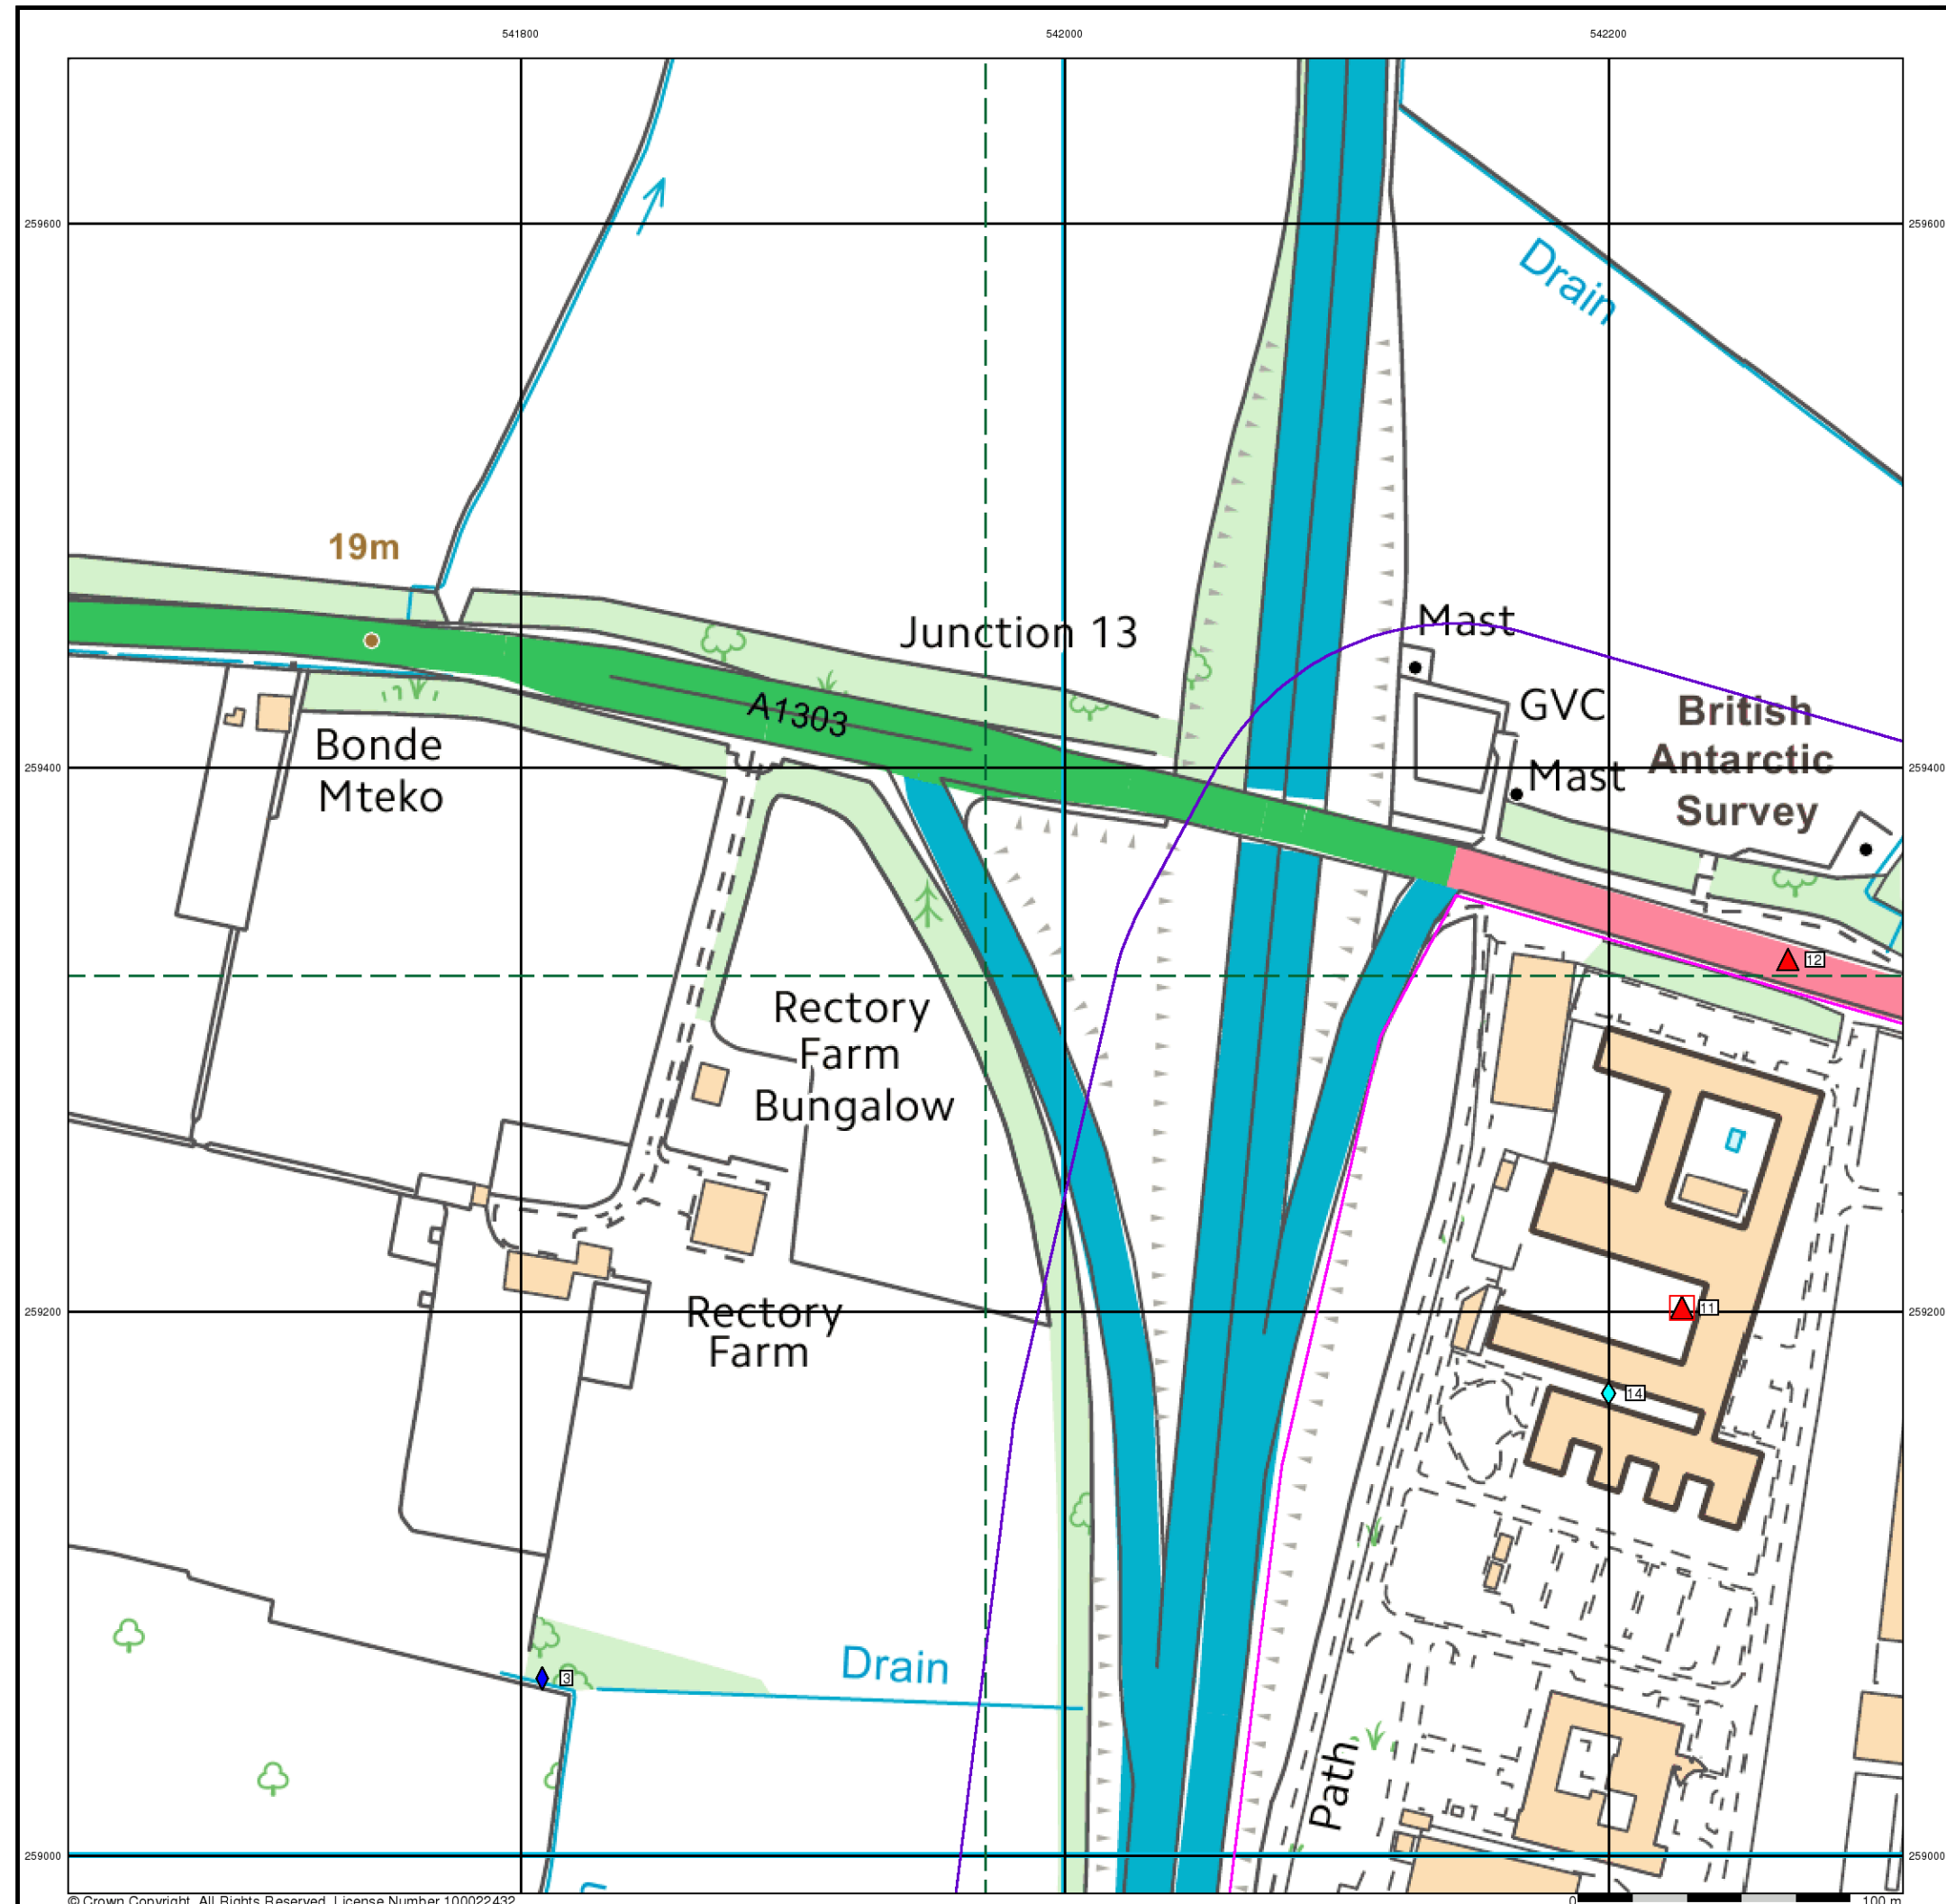 541800 542000 542200
259600 259600
Drain
19m
Junction 13
Mast
A1303
GVC
British
Antarctic
Survey
Bonde
Mteko
Mast
259400 259400
12
Rectory
Farm
Bungalow
259200 259200
11
Rectory
Farm
14
Drain
3
Path
259000 259000
© Crown Copyright. All Rights Reserved. License Number 100022432
0 100 m